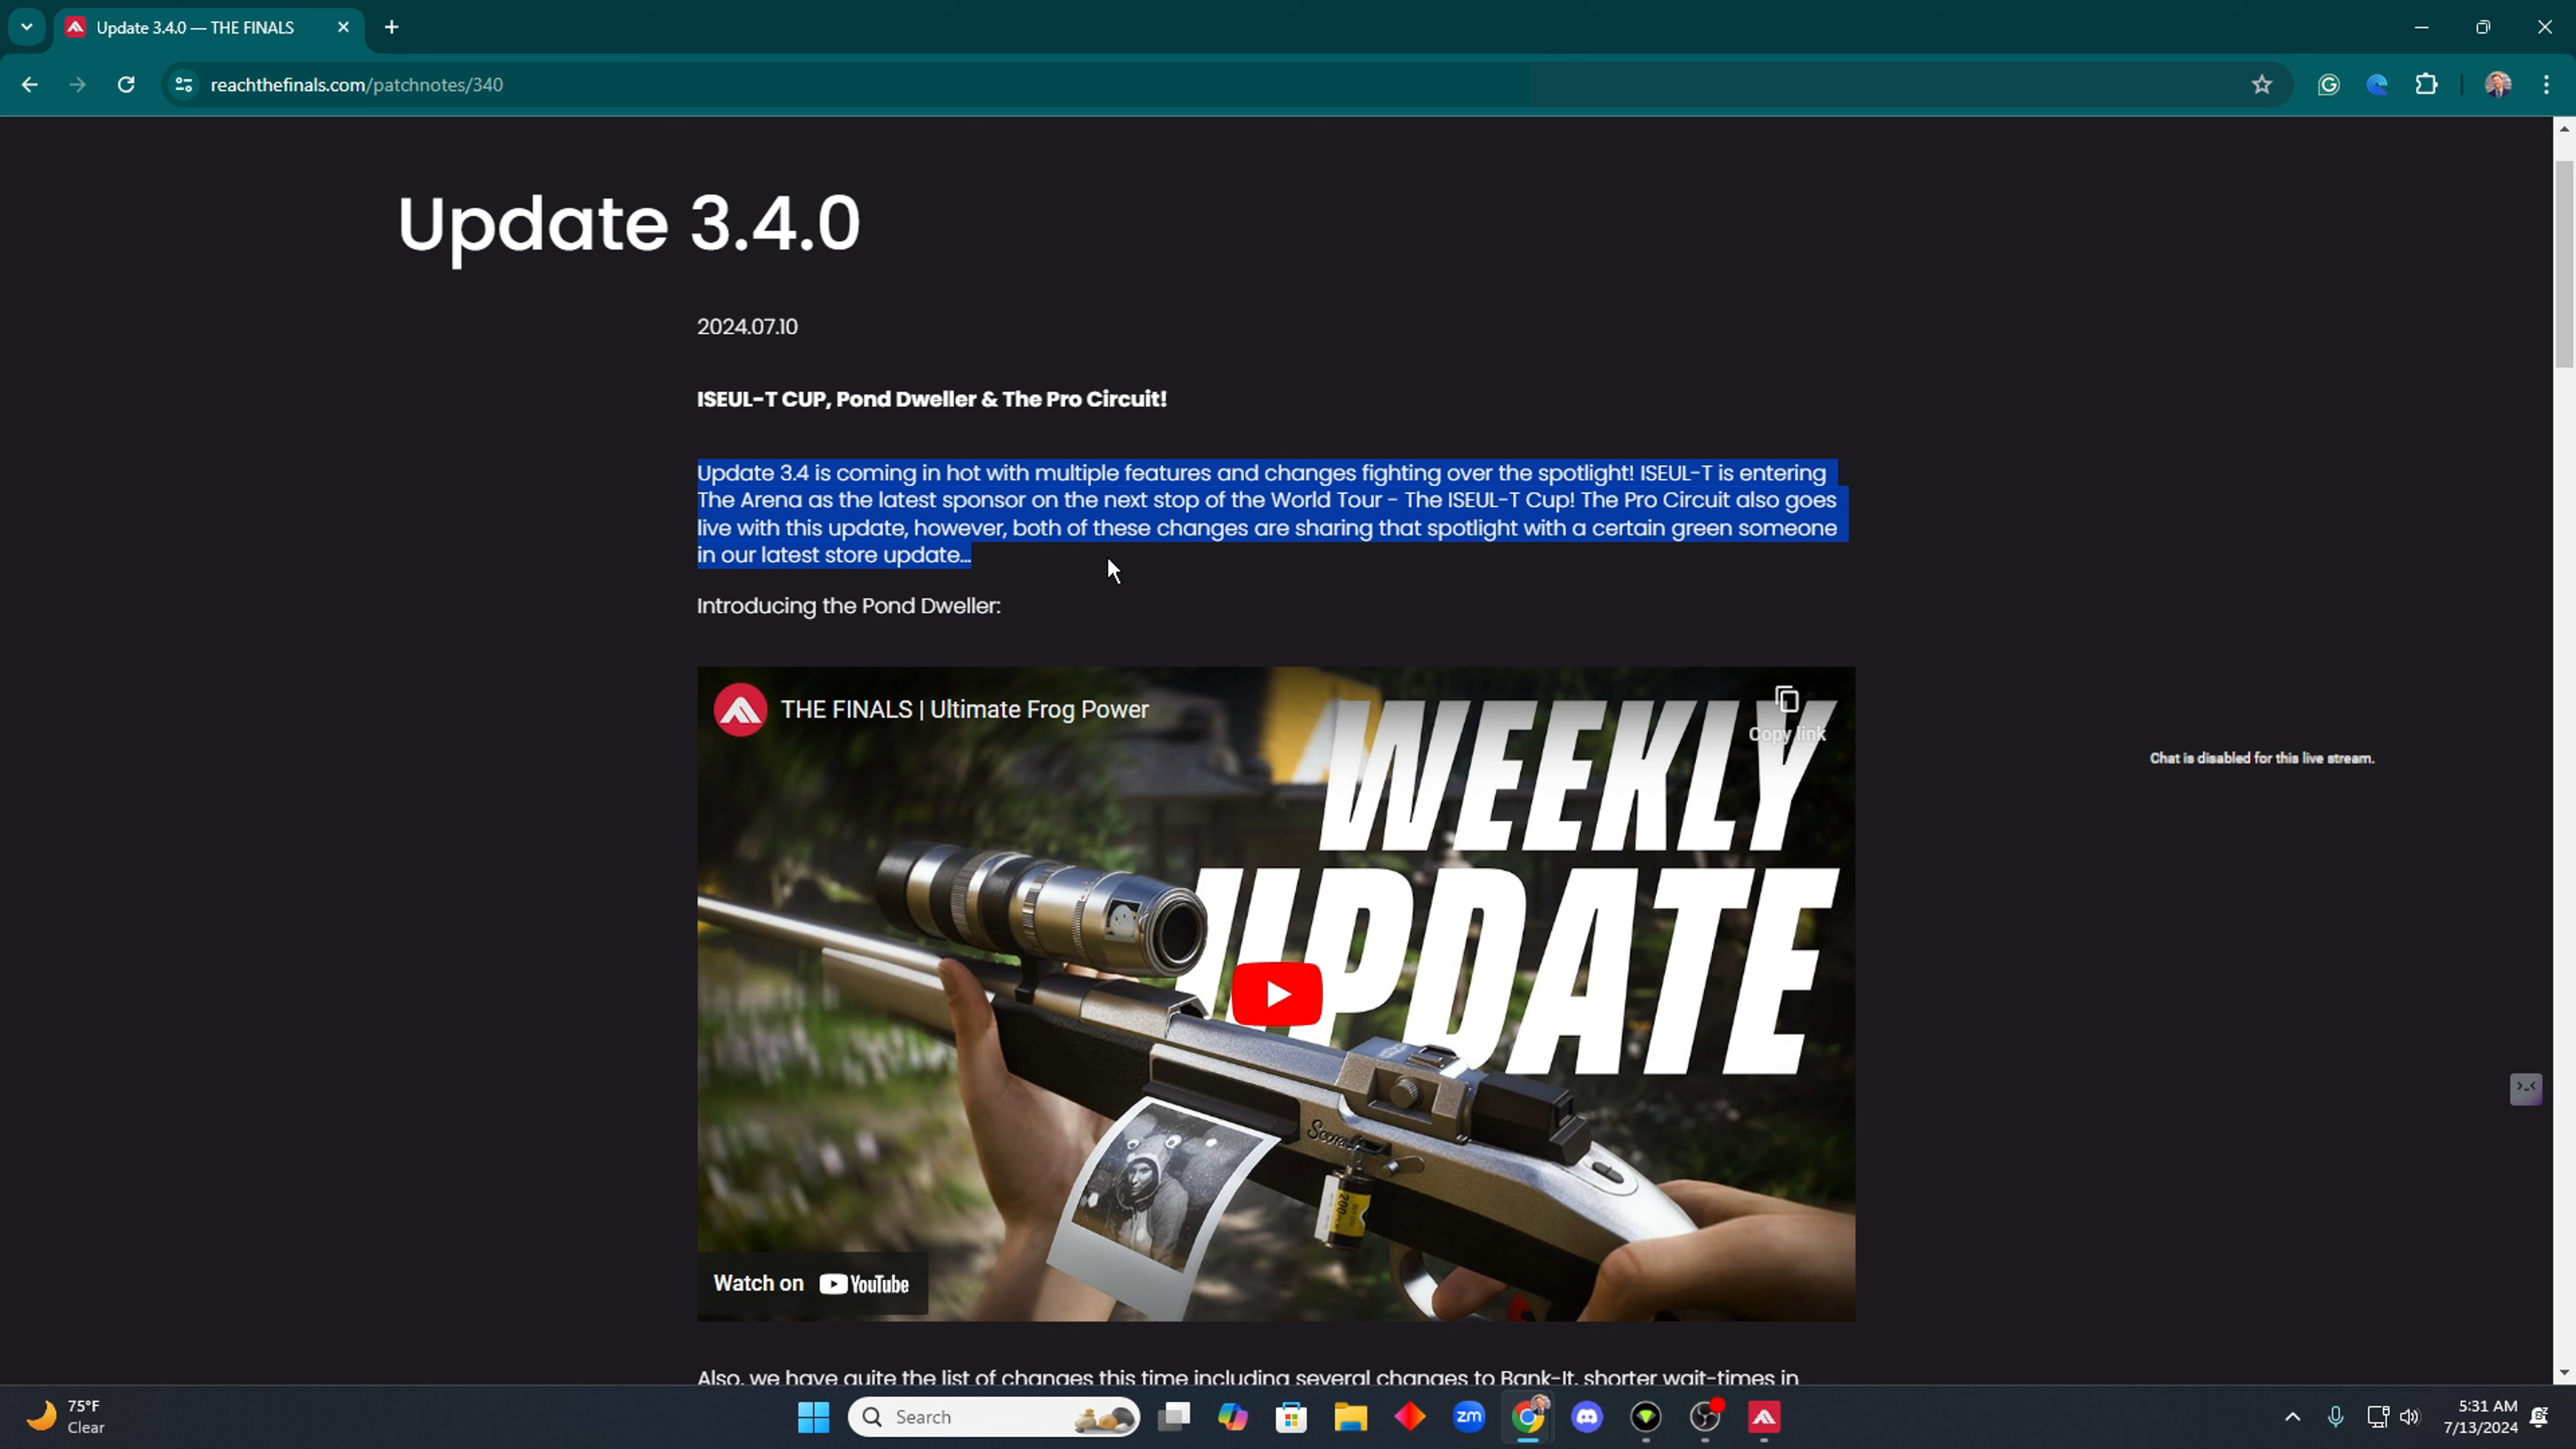 Update 3.4.0 — THE FINALS
reachthefinals.com/patchnotes/340
Update 3.4.0
2024.07.10
ISEUL-T CUP, Pond Dweller & The Pro Circuit!
Update 3.4 is coming in hot with multiple features and changes fighting over the spotlight! ISEUL-T is entering
The Arena as the latest sponsor on the next stop of the World Tour - The ISEUL-T Cup! The Pro Circuit also goes
live with this update, however, both of these changes are sharing that spotlight with a certain green someone
in our latest store update...
Introducing the Pond Dweller:
THE FINALS | Ultimate Frog Power
Copy link
WEEKLY
UPDATE
Chat is disabled for this live stream.
200
Watch on YouTube
Also, we have quite the list of changes this time including several changes to Bank-It, shorter wait-times in
75°F
Clear
Search
zm
5:31 AM
7/13/2024